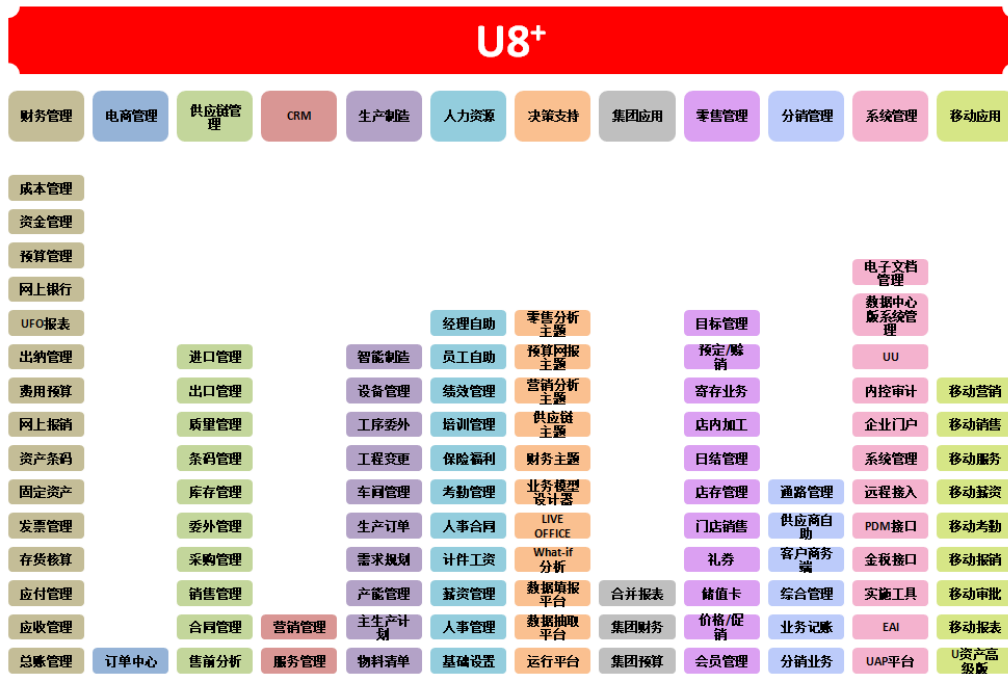 U8+
财务管理 电商管理 供应链管 CRM 生产制造 人力资源 决策支持 集团应用 零售管理 分销管理 系统管理 移动应用
理
成本管理
资金管理
预算管理
电子文档
管理
网上银行
数据中心
版系统管
理
UFO报表 经理自助 零售分析 目标管理
主题
出纳管理 进口管理 智能制造 员工自助 预算网报 预定/赊 UU
主题 销
费用预算 出口管理 设备管理 绩效管理 营销分析 寄存业务 内控审计 移动营销
主题
网上报销 质量管理 工序委外 培训管理 供应链 店内加工 企业门户 移动销售
主题
资产条码 条码管理 工程变更 保险福利 财务主题 日结管理 系统管理 移动服务
固定资产 库存管理 车间管理 考勤管理 业务模型 店存管理 通路管理 远程接入 移动薪资
设计器
发票管理 委外管理 生产订单 人事合同 LIVE 门店销售 供应商自 PDM接口 移动考勤
OFFICE 助
存货核算 采购管理 需求规划 计件工资 What-if 礼券 客户商务 金税接口 移动报销
分析 端
应付管理 销售管理 产能管理 薪资管理 数据填报 合并报表 储值卡 综合管理 实施工具 移动审批
平台
应收管理 合同管理 营销管理 主生产计 人事管理 数据抽取 集团财务 价格/促 业务记账 EAI 移动报表
划 平台 销
总账管理 订单中心 售前分析 服务管理 物料清单 基础设置 运行平台 集团预算 会员管理 分销业务 UAP平台 U资产高
级版